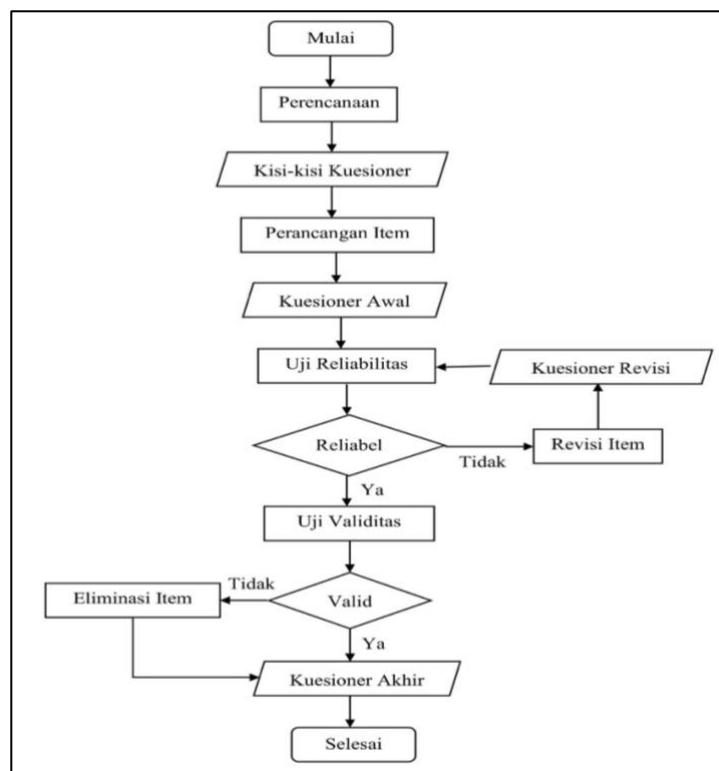 Mulai
Perencanaan
Kisi-kisi Kuesioner
Perancangan Item
Kuesioner Awal
Uji Reliabilitas
Kuesioner Revisi
Reliabel
Tidak
Revisi Item
Ya
Uji Validitas
Tidak
Eliminasi Item
Valid
Ya
Kuesioner Akhir
Selesai